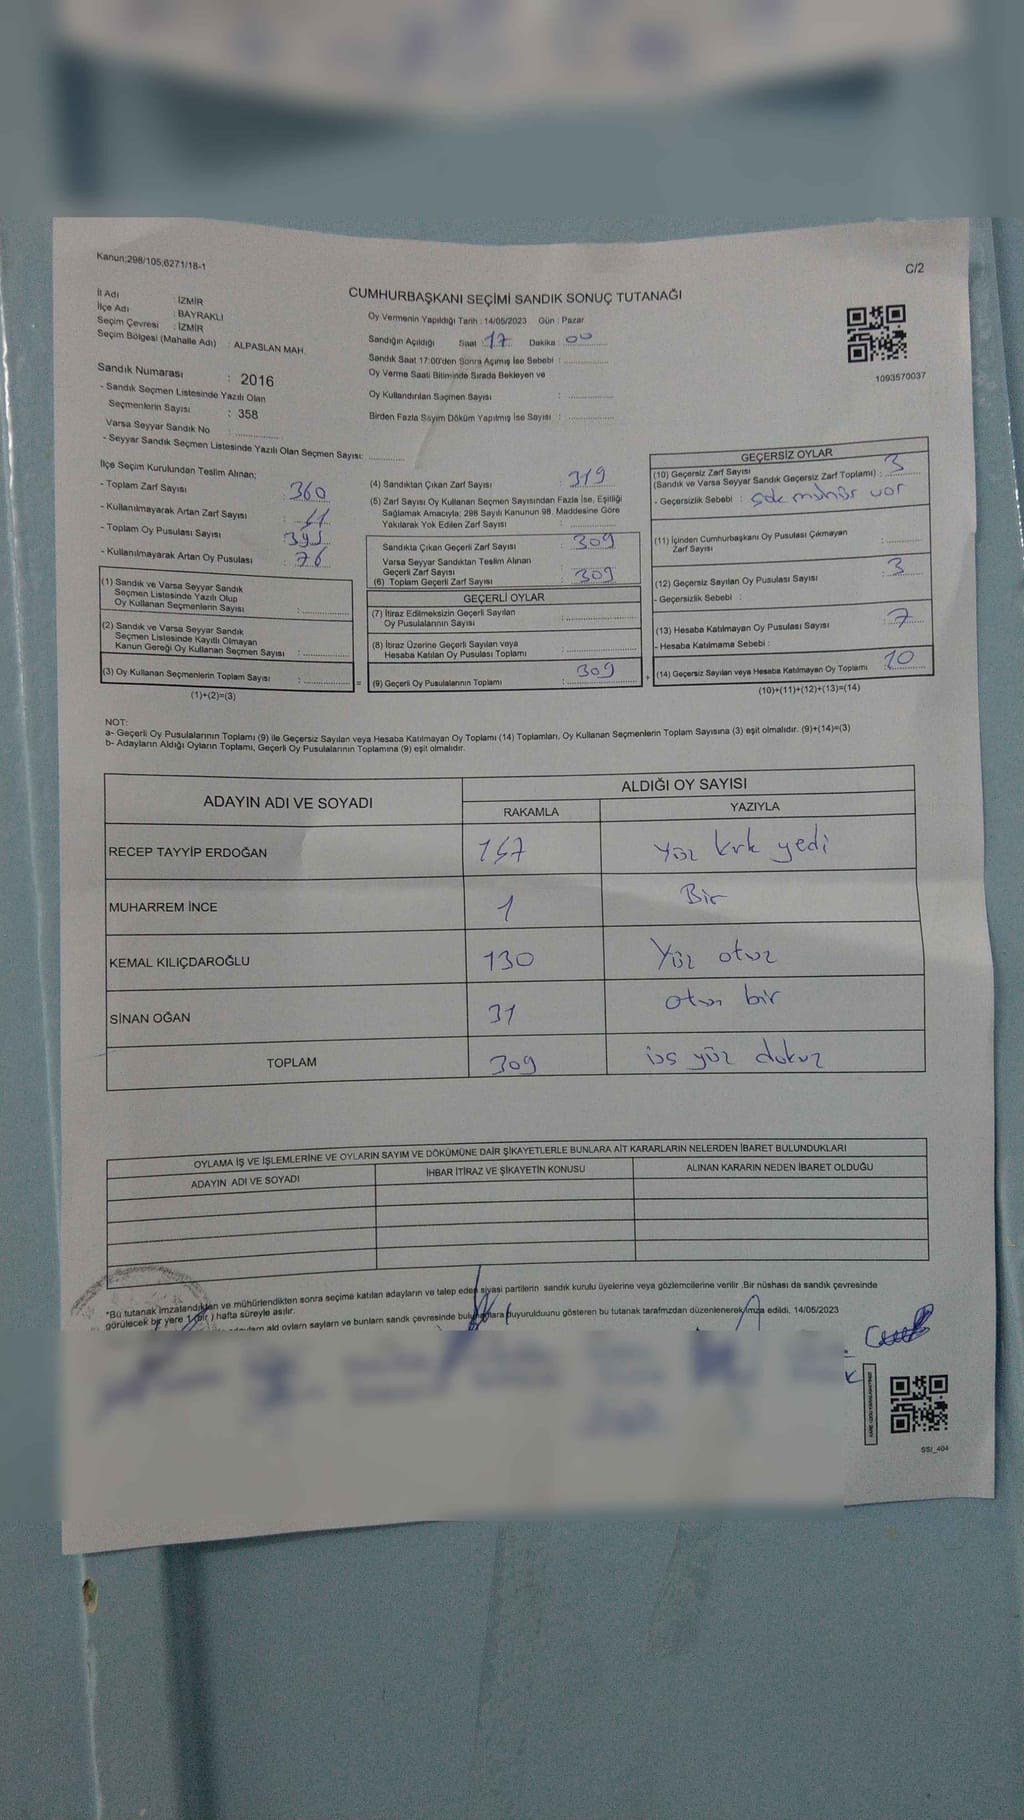 Kanun;298/105;6271/18-1
C/2
İl Adı : İZMİR
İlçe Adı : BAYRAKLI
Seçim Çevresi : İZMİR
Seçim Bölgesi (Mahalle Adı) : ALPASLAN MAH.
Sandık Numarası : 2016
- Sandık Seçmen Listesinde Yazılı Olan
Seçmenlerin Sayısı : 358
Varsa Seyyar Sandık No :
- Seyyar Sandık Seçmen Listesinde Yazılı Olan Seçmen Sayısı:
CUMHURBAŞKANI SEÇİMİ SANDIK SONUÇ TUTANAĞI
Oy Vermenin Yapıldığı Tarih : 14/05/2023 Gün : Pazar
Sandığın Açıldığı Saat : 17 Dakika : 00
Sandık Saat 17:00'den Sonra Açımış İse Sebebi :
Oy Verme Saati Bitiminde Sırada Bekleyen ve
Oy Kullandırılan Seçmen Sayısı :
Birden Fazla Sayım Döküm Yapılmış İse Sayısı :
1093570037
İlçe Seçim Kurulundan Teslim Alınan;
- Toplam Zarf Sayısı : 360
- Kullanılmayarak Artan Zarf Sayısı : 41
- Toplam Oy Pusulası Sayısı : 395
- Kullanılmayarak Artan Oy Pusulası : 76
(1) Sandık ve Varsa Seyyar Sandık
Seçmen Listesinde Yazılı Olup
Oy Kullanan Seçmenlerin Sayısı :
(2) Sandık ve Varsa Seyyar Sandık
Seçmen Listesinde Kayıtlı Olmayan
Kanun Gereği Oy Kullanan Seçmen Sayısı :
(3) Oy Kullanan Seçmenlerin Toplam Sayısı :
(1)+(2)=(3)
=
(4) Sandıktan Çıkan Zarf Sayısı : 319
(5) Zarf Sayısı Oy Kullanan Seçmen Sayısından Fazla İse, Eşitliği
Sağlamak Amacıyla; 298 Sayılı Kanunun 98. Maddesine Göre
Yakılarak Yok Edilen Zarf Sayısı :
Sandıkta Çıkan Geçerli Zarf Sayısı : 309
Varsa Seyyar Sandıktan Teslim Alınan
Geçerli Zarf Sayısı
(6) Toplam Geçerli Zarf Sayısı : 309
GEÇERLİ OYLAR
(7) İtiraz Edilmeksizin Geçerli Sayılan
Oy Pusulalarının Sayısı :
(8) İtiraz Üzerine Geçerli Sayılan veya
Hesaba Katılan Oy Pusulası Toplamı :
(9) Geçerli Oy Pusulalarının Toplamı : 309
+
GEÇERSİZ OYLAR
(10) Geçersiz Zarf Sayısı
(Sandık ve Varsa Seyyar Sandık Geçersiz Zarf Toplamı) : 3
- Geçersizlik Sebebi : çok mühür var
(11) İçinden Cumhurbaşkanı Oy Pusulası Çıkmayan
Zarf Sayısı :
(12) Geçersiz Sayılan Oy Pusulası Sayısı : 3
- Geçersizlik Sebebi :
(13) Hesaba Katılmayan Oy Pusulası Sayısı : 7
- Hesaba Katılmama Sebebi :
(14) Geçersiz Sayılan veya Hesaba Katılmayan Oy Toplamı : 10
(10)+(11)+(12)+(13)=(14)
NOT:
a- Geçerli Oy Pusulalarının Toplamı (9) ile Geçersiz Sayılan veya Hesaba Katılmayan Oy Toplamı (14) Toplamları, Oy Kullanan Seçmenlerin Toplam Sayısına (3) eşit olmalıdır. (9)+(14)=(3)
b- Adayların Aldığı Oyların Toplamı, Geçerli Oy Pusulalarının Toplamına (9) eşit olmalıdır.
ADAYIN ADI VE SOYADI ALDIĞI OY SAYISI
RAKAMLA YAZIYLA
RECEP TAYYİP ERDOĞAN 147 Yüz kırk yedi
MUHARREM İNCE 1 Bir
KEMAL KILIÇDAROĞLU 130 Yüz otuz
SİNAN OĞAN 31 otuz bir
TOPLAM 309 üç yüz dokuz
OYLAMA İŞ VE İŞLEMLERİNE VE OYLARIN SAYIM VE DÖKÜMÜNE DAİR ŞİKAYETLERLE BUNLARA AİT KARARLARIN NELERDEN İBARET BULUNDUKLARI
ADAYIN ADI VE SOYADI İHBAR İTİRAZ VE ŞİKAYETİN KONUSU ALINAN KARARIN NEDEN İBARET OLDUĞU
*Bu tutanak imzalandıkten ve mühürlendikten sonra seçime katılan adayların ve talep eden siyasi partilerin sandık kurulu üyelerine veya gözlemcilerine verilir .Bir nüshası da sandık çevresinde
görülecek bir yere 1 (bir ) hafta süreyle asılır.
ald oyların sayların ve bunların sandık çevresinde duyurulduunu gösteren bu tutanak tarafmzdan düzenlenerek imza edildi. 14/05/2023
SSI_404